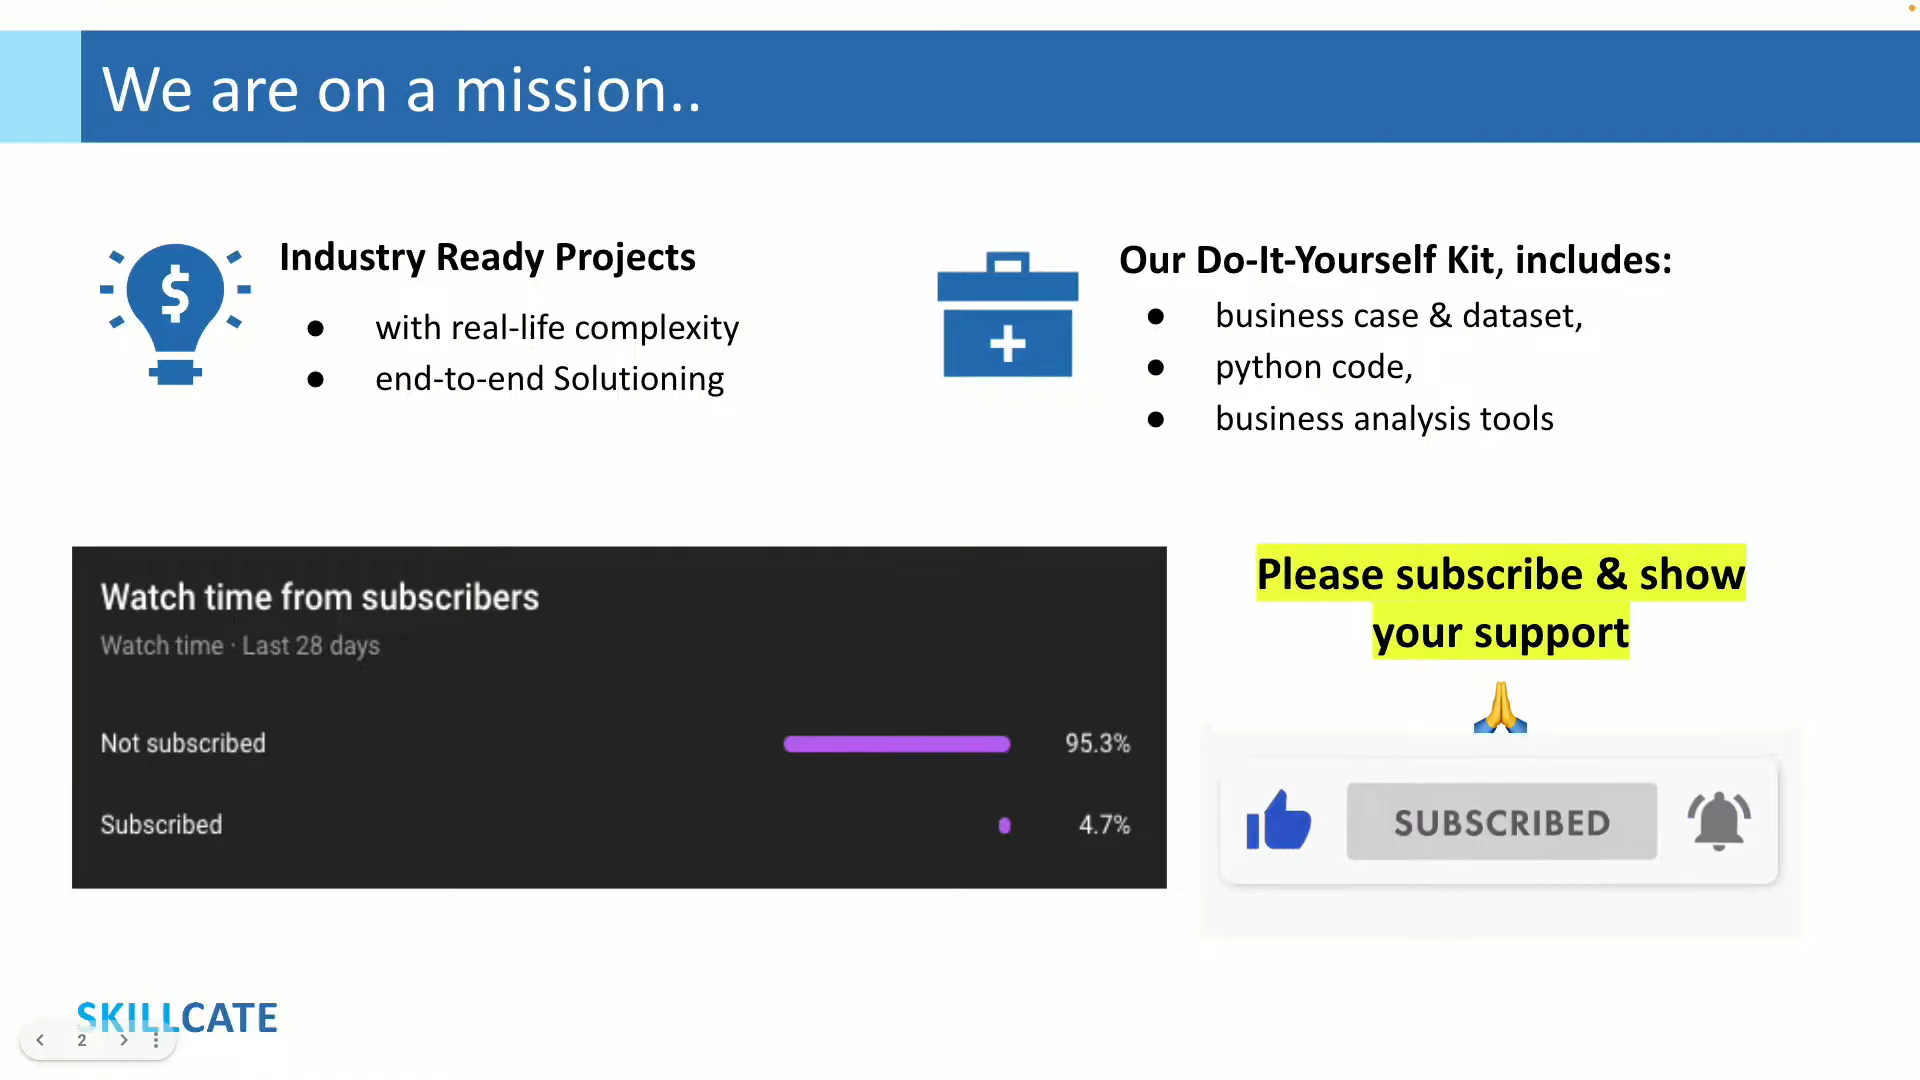 We are on a mission..
Industry Ready Projects
● with real-life complexity
● end-to-end Solutioning
Our Do-It-Yourself Kit, includes:
● business case & dataset,
● python code,
● business analysis tools
Watch time from subscribers
Watch time · Last 28 days
Not subscribed 95.3%
Subscribed 4.7%
Please subscribe & show
your support
SUBSCRIBED
SKILLCATE
2